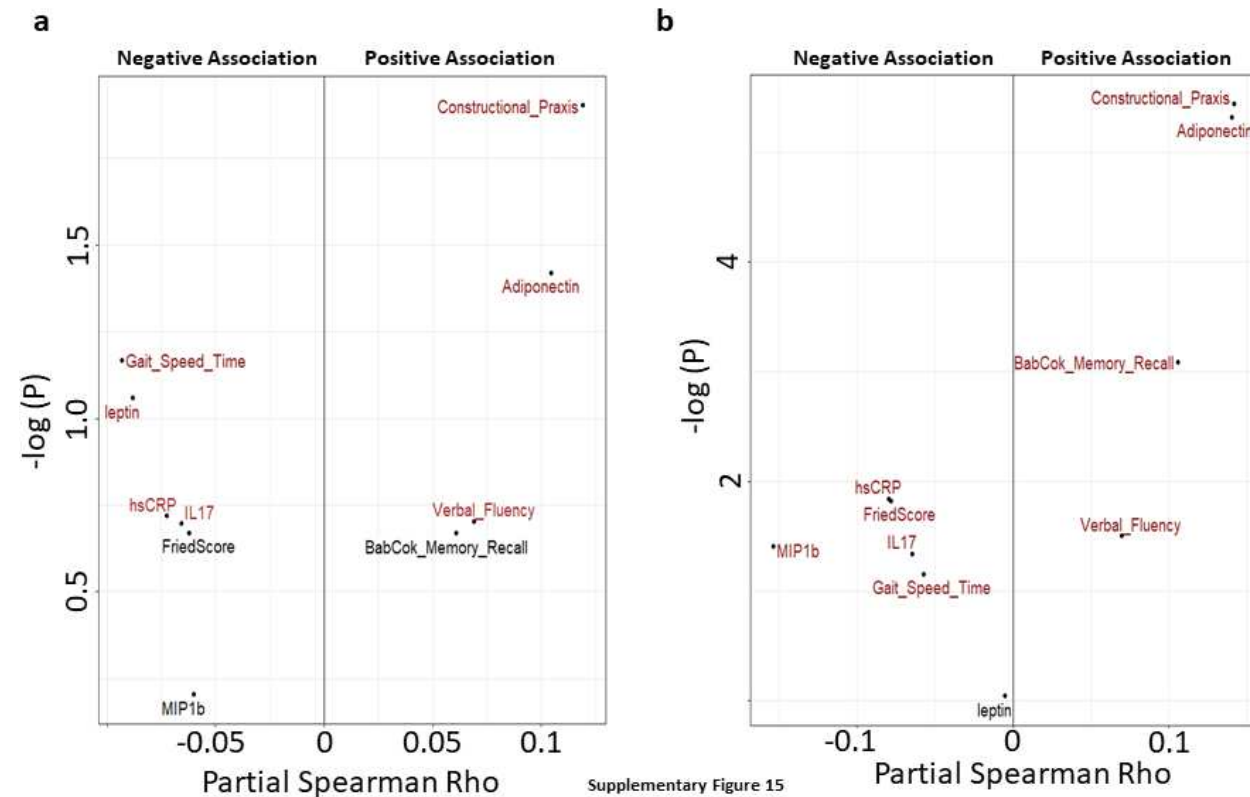 a
Negative Association Positive Association
Constructional_Praxis
1.5
Adiponectin
Gait_Speed_Time
leptin
1.0
-log (P)
hsCRP
IL17
Verbal_Fluency
FriedScore
BabCok_Memory_Recall
0.5
MIP1b
-0.05 0 0.05 0.1
Partial Spearman Rho
b
Negative Association Positive Association
Constructional_Praxis
Adiponectin
4
BabCok_Memory_Recall
-log (P)
2
hsCRP
FriedScore
Verbal_Fluency
IL17
MIP1b
Gait_Speed_Time
leptin
-0.1 0 0.1
Partial Spearman Rho
Supplementary Figure 15